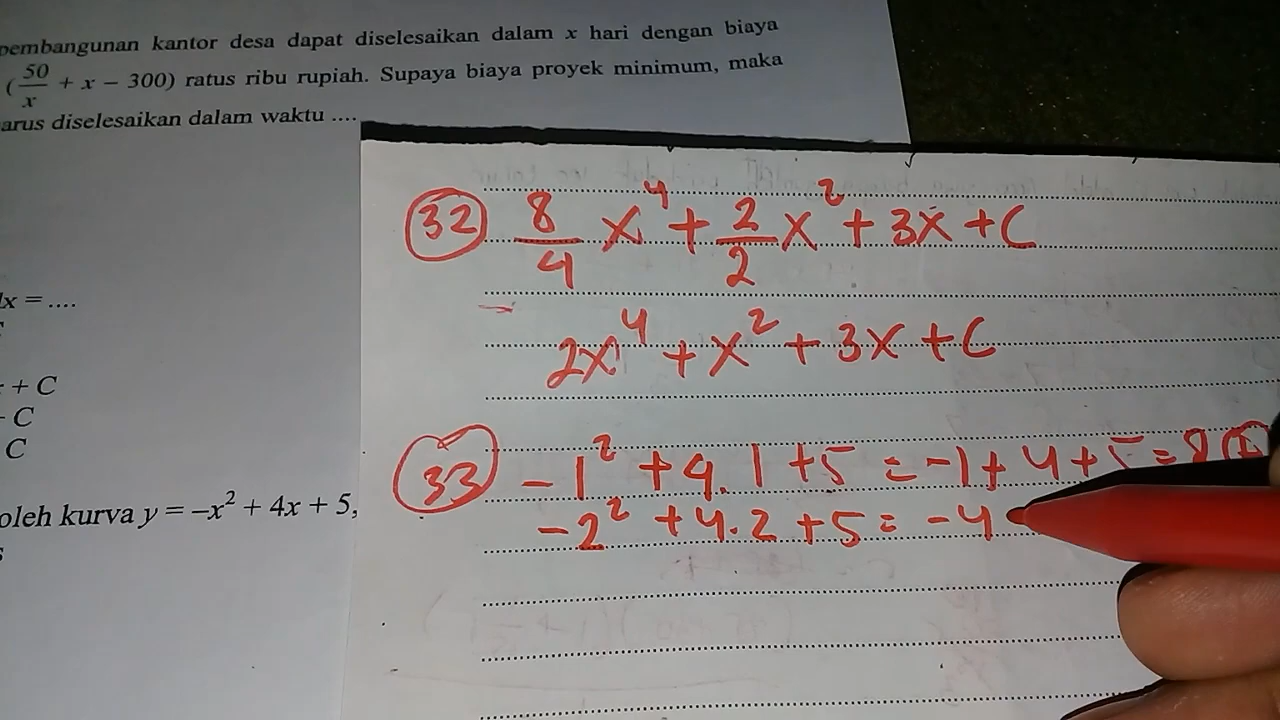 pembangunan kantor desa dapat diselesaikan dalam x hari dengan biaya
(50/x + x − 300) ratus ribu rupiah. Supaya biaya proyek minimum, maka
arus diselesaikan dalam waktu ....
32 8/4 x⁴ + 2/2 x² + 3x + C
dx = ....
2x⁴ + x² + 3x + C
+ C
C
C
33 -1² + 4.1 + 5 = -1 + 4 + 5 = 8
oleh kurva y = –x² + 4x + 5,
-2² + 4.2 + 5 = -4